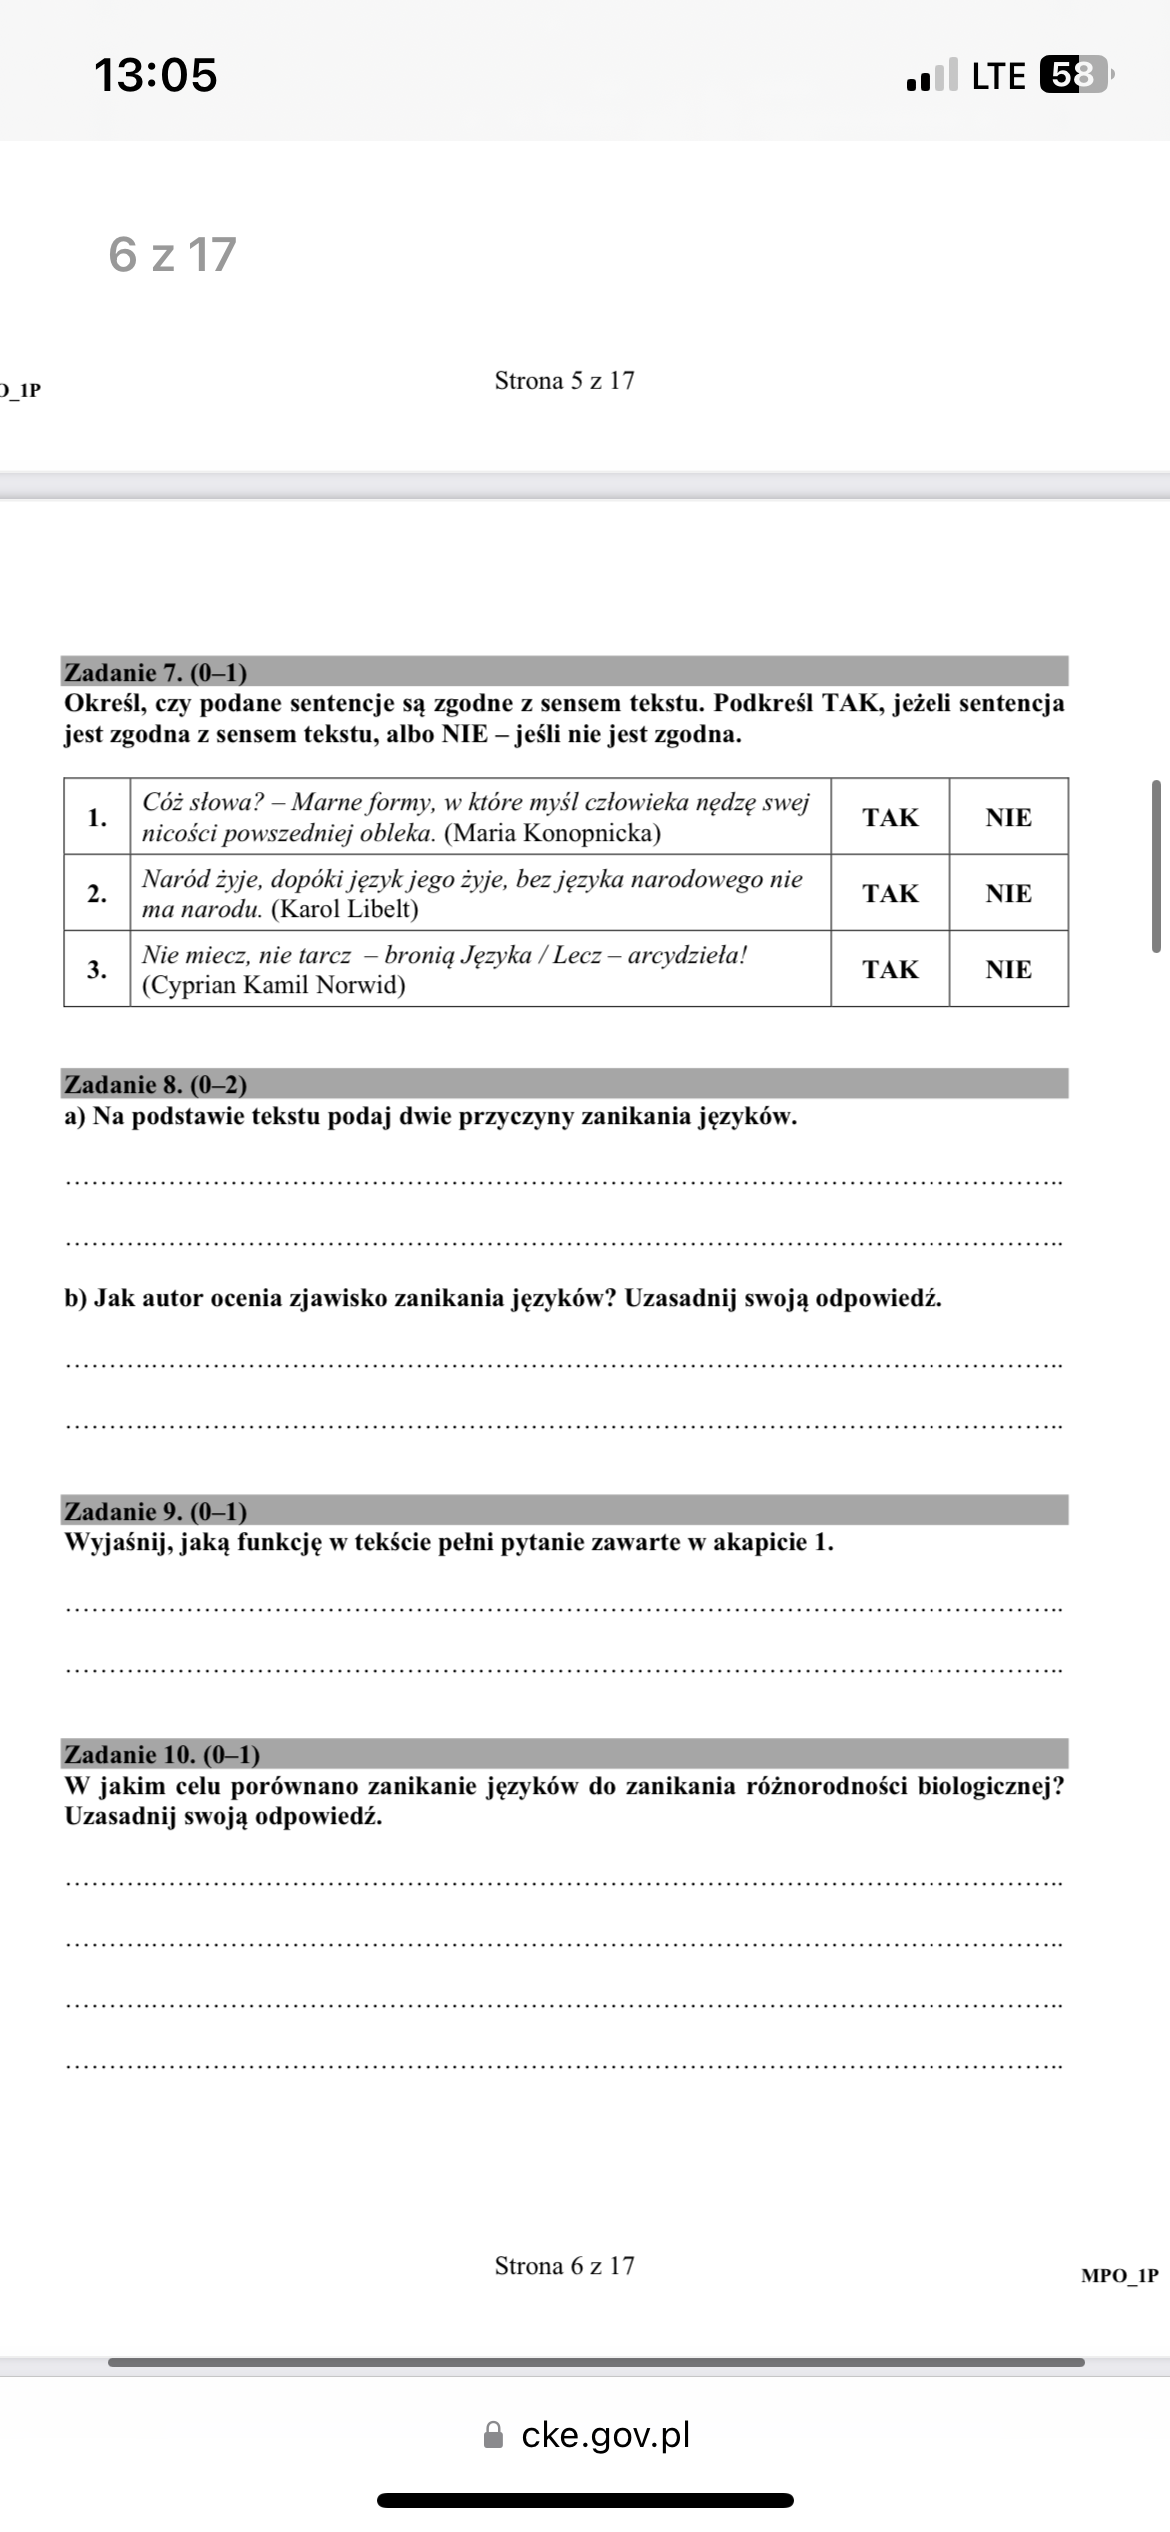 13:05
LTE 58
6 z 17
Strona 5 z 17
O_1P
Zadanie 7. (0–1)
Określ, czy podane sentencje są zgodne z sensem tekstu. Podkreśl TAK, jeżeli sentencja
jest zgodna z sensem tekstu, albo NIE – jeśli nie jest zgodna.
1. Cóż słowa? – Marne formy, w które myśl człowieka nędzę swej
nicości powszedniej obleka. (Maria Konopnicka) TAK NIE
2. Naród żyje, dopóki język jego żyje, bez języka narodowego nie
ma narodu. (Karol Libelt) TAK NIE
3. Nie miecz, nie tarcz – bronią Języka / Lecz – arcydzieła!
(Cyprian Kamil Norwid) TAK NIE
Zadanie 8. (0–2)
a) Na podstawie tekstu podaj dwie przyczyny zanikania języków.
b) Jak autor ocenia zjawisko zanikania języków? Uzasadnij swoją odpowiedź.
Zadanie 9. (0–1)
Wyjaśnij, jaką funkcję w tekście pełni pytanie zawarte w akapicie 1.
Zadanie 10. (0–1)
W jakim celu porównano zanikanie języków do zanikania różnorodności biologicznej?
Uzasadnij swoją odpowiedź.
Strona 6 z 17
MPO_1P
cke.gov.pl